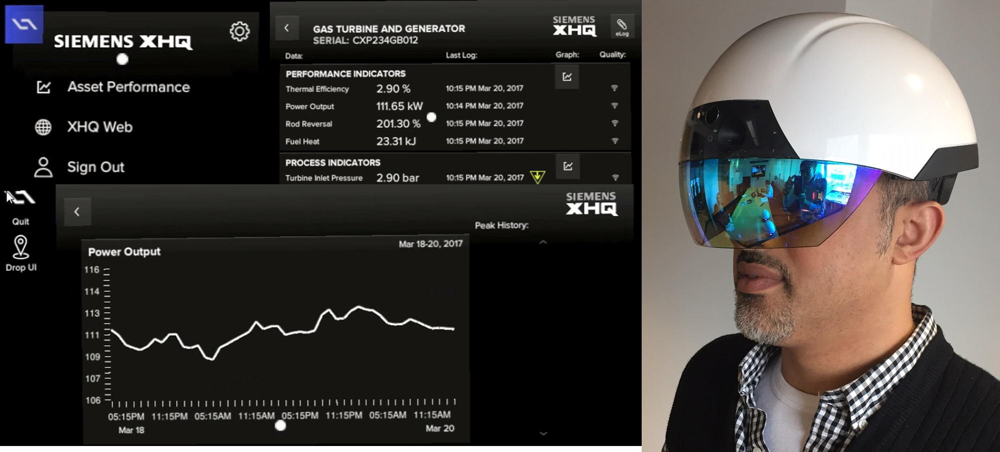 SIEMENS XHQ
Asset Performance
XHQ Web
Sign Out
GAS TURBINE AND GENERATOR
SERIAL: CXP234GB012
SIEMENS
XHQ
eLog
Data: Last Log: Graph: Quality:
PERFORMANCE INDICATORS
Thermal Efficiency 2.90 % 10:15 PM Mar 20, 2017
Power Output 111.65 kW 10:14 PM Mar 20, 2017
Rod Reversal 201.30 % 10:15 PM Mar 20, 2017
Fuel Heat 23.31 kJ 10:15 PM Mar 20, 2017
PROCESS INDICATORS
Turbine Inlet Pressure 2.90 bar 10:15 PM Mar 20, 2017
Quit
Drop UI
SIEMENS
XHQ
Peak History:
Power Output
Mar 18-20, 2017
116
114
113
111
109
107
106
05:15PM 11:15PM 05:15AM 11:15AM 05:15PM 11:15PM 05:15AM 11:15AM
Mar 18 Mar 20